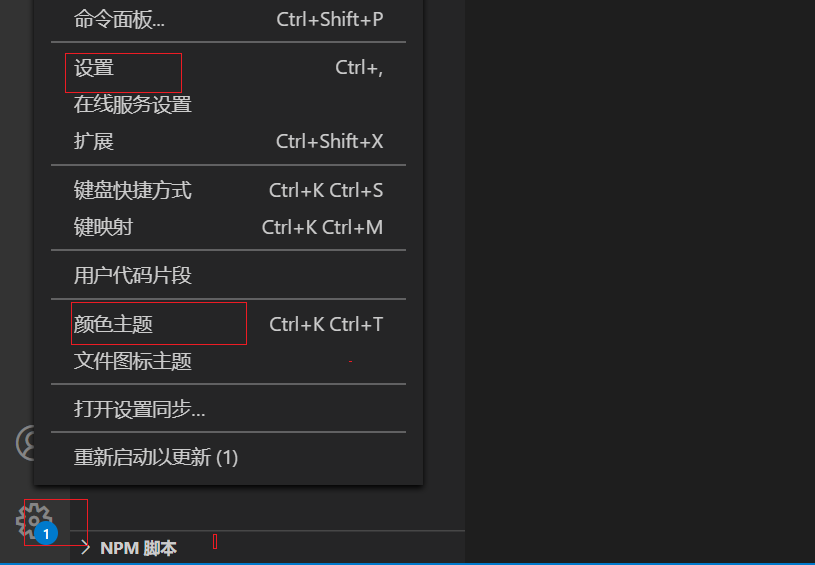 命令面板... Ctrl+Shift+P
设置 Ctrl+,
在线服务设置
扩展 Ctrl+Shift+X
键盘快捷方式 Ctrl+K Ctrl+S
键映射 Ctrl+K Ctrl+M
用户代码片段
颜色主题 Ctrl+K Ctrl+T
文件图标主题
打开设置同步...
重新启动以更新 (1)
1
NPM 脚本